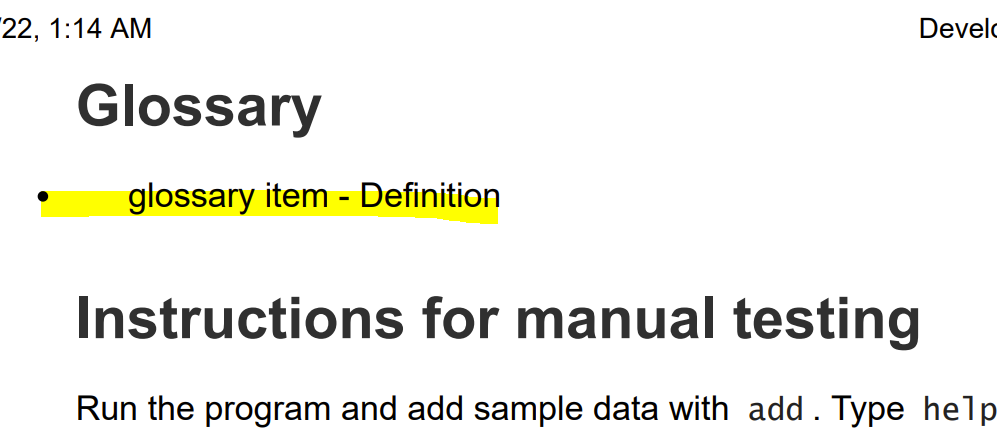 22, 1:14 AM
Develo
Glossary
• glossary item - Definition
Instructions for manual testing
Run the program and add sample data with add . Type help